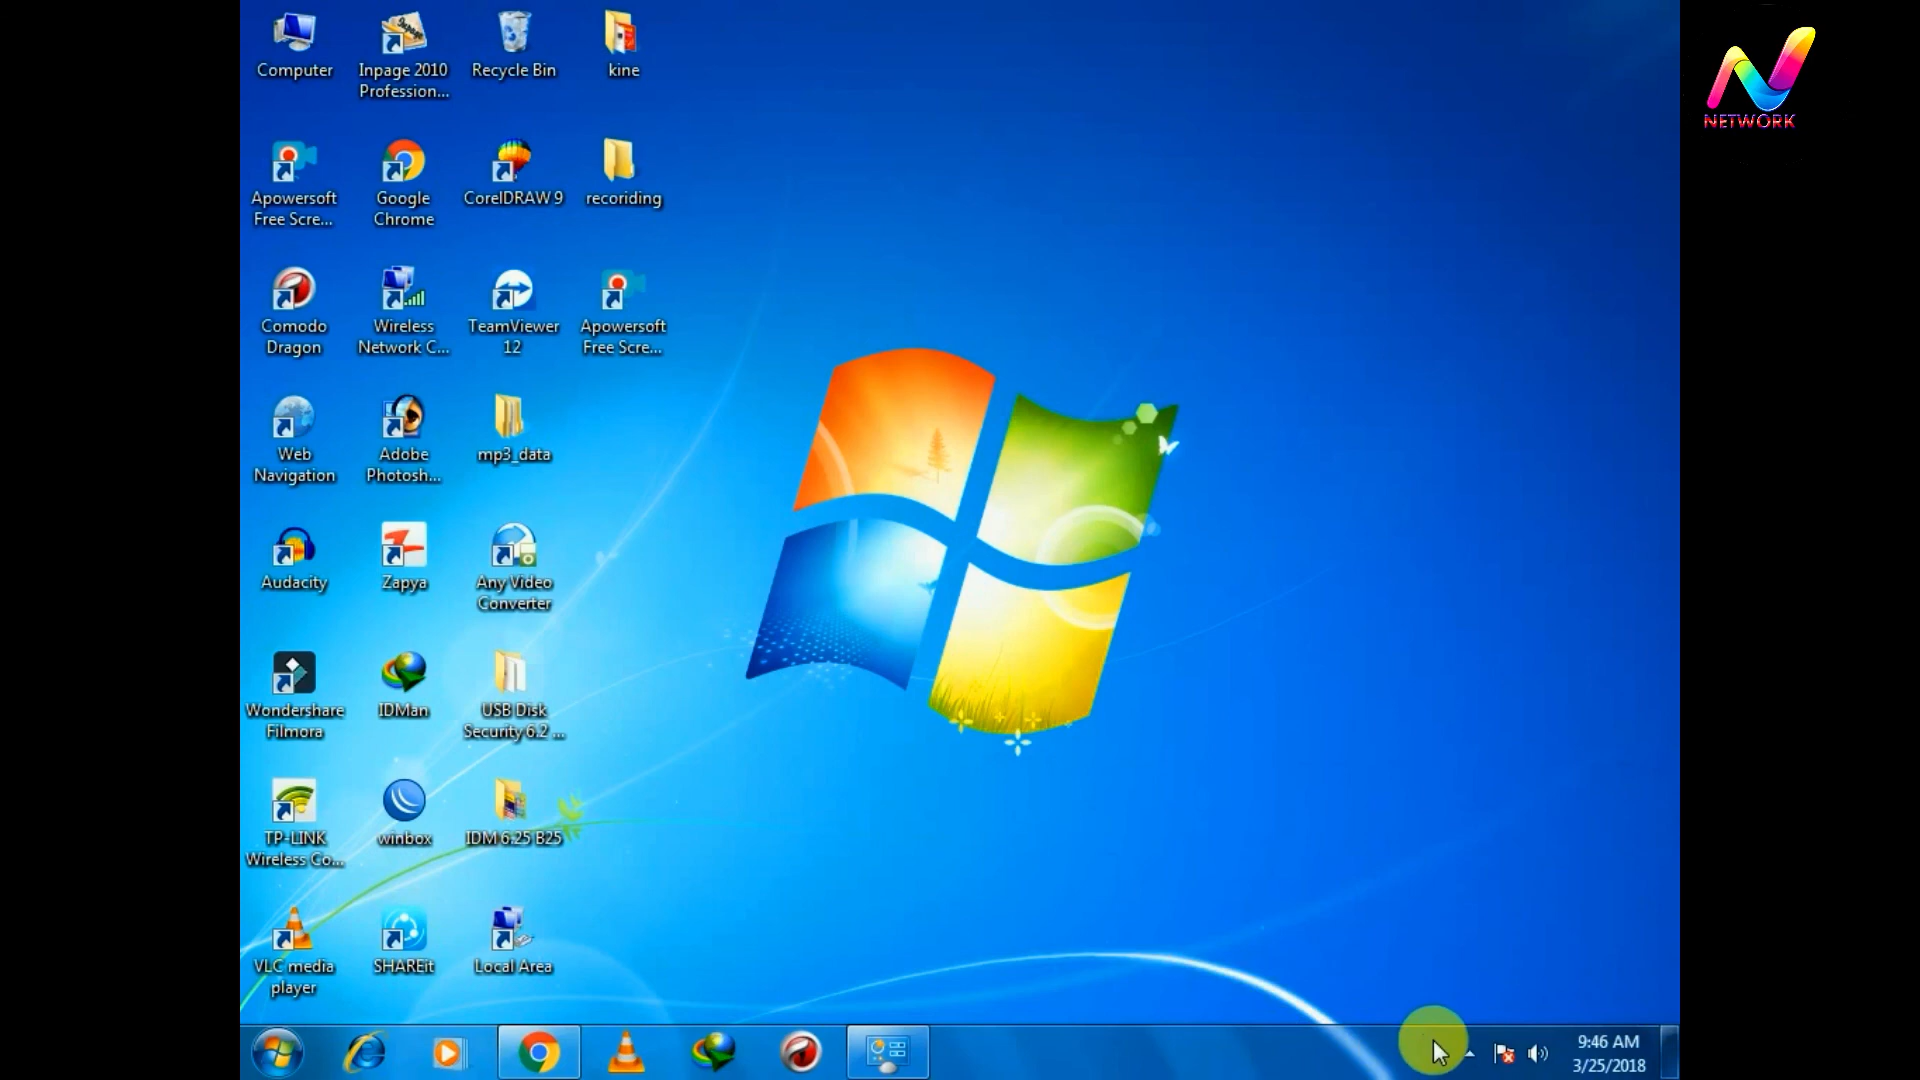 Computer
Inpage 2010
Profession...
Recycle Bin
kine
Apowersoft
Free Scre...
Google
Chrome
CorelDRAW 9
recoriding
Comodo
Dragon
Wireless
Network C...
TeamViewer
12
Apowersoft
Free Scre...
Web
Navigation
Adobe
Photosh...
mp3_data
Audacity
Zapya
Any Video
Converter
Wondershare
Filmora
IDMan
USB Disk
Security 6.2 ...
TP-LINK
Wireless Co...
winbox
IDM 6.25 B25
VLC media
player
SHAREit
Local Area
9:46 AM
3/25/2018
NETWORK